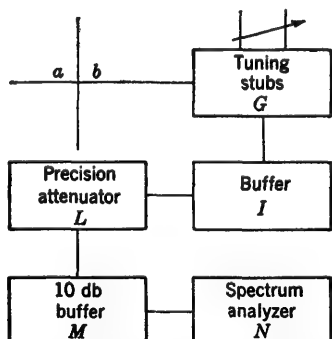 a b
Tuning
stubs
G
Precision
attenuator
L
Buffer
I
10 db
buffer
M
Spectrum
analyzer
N